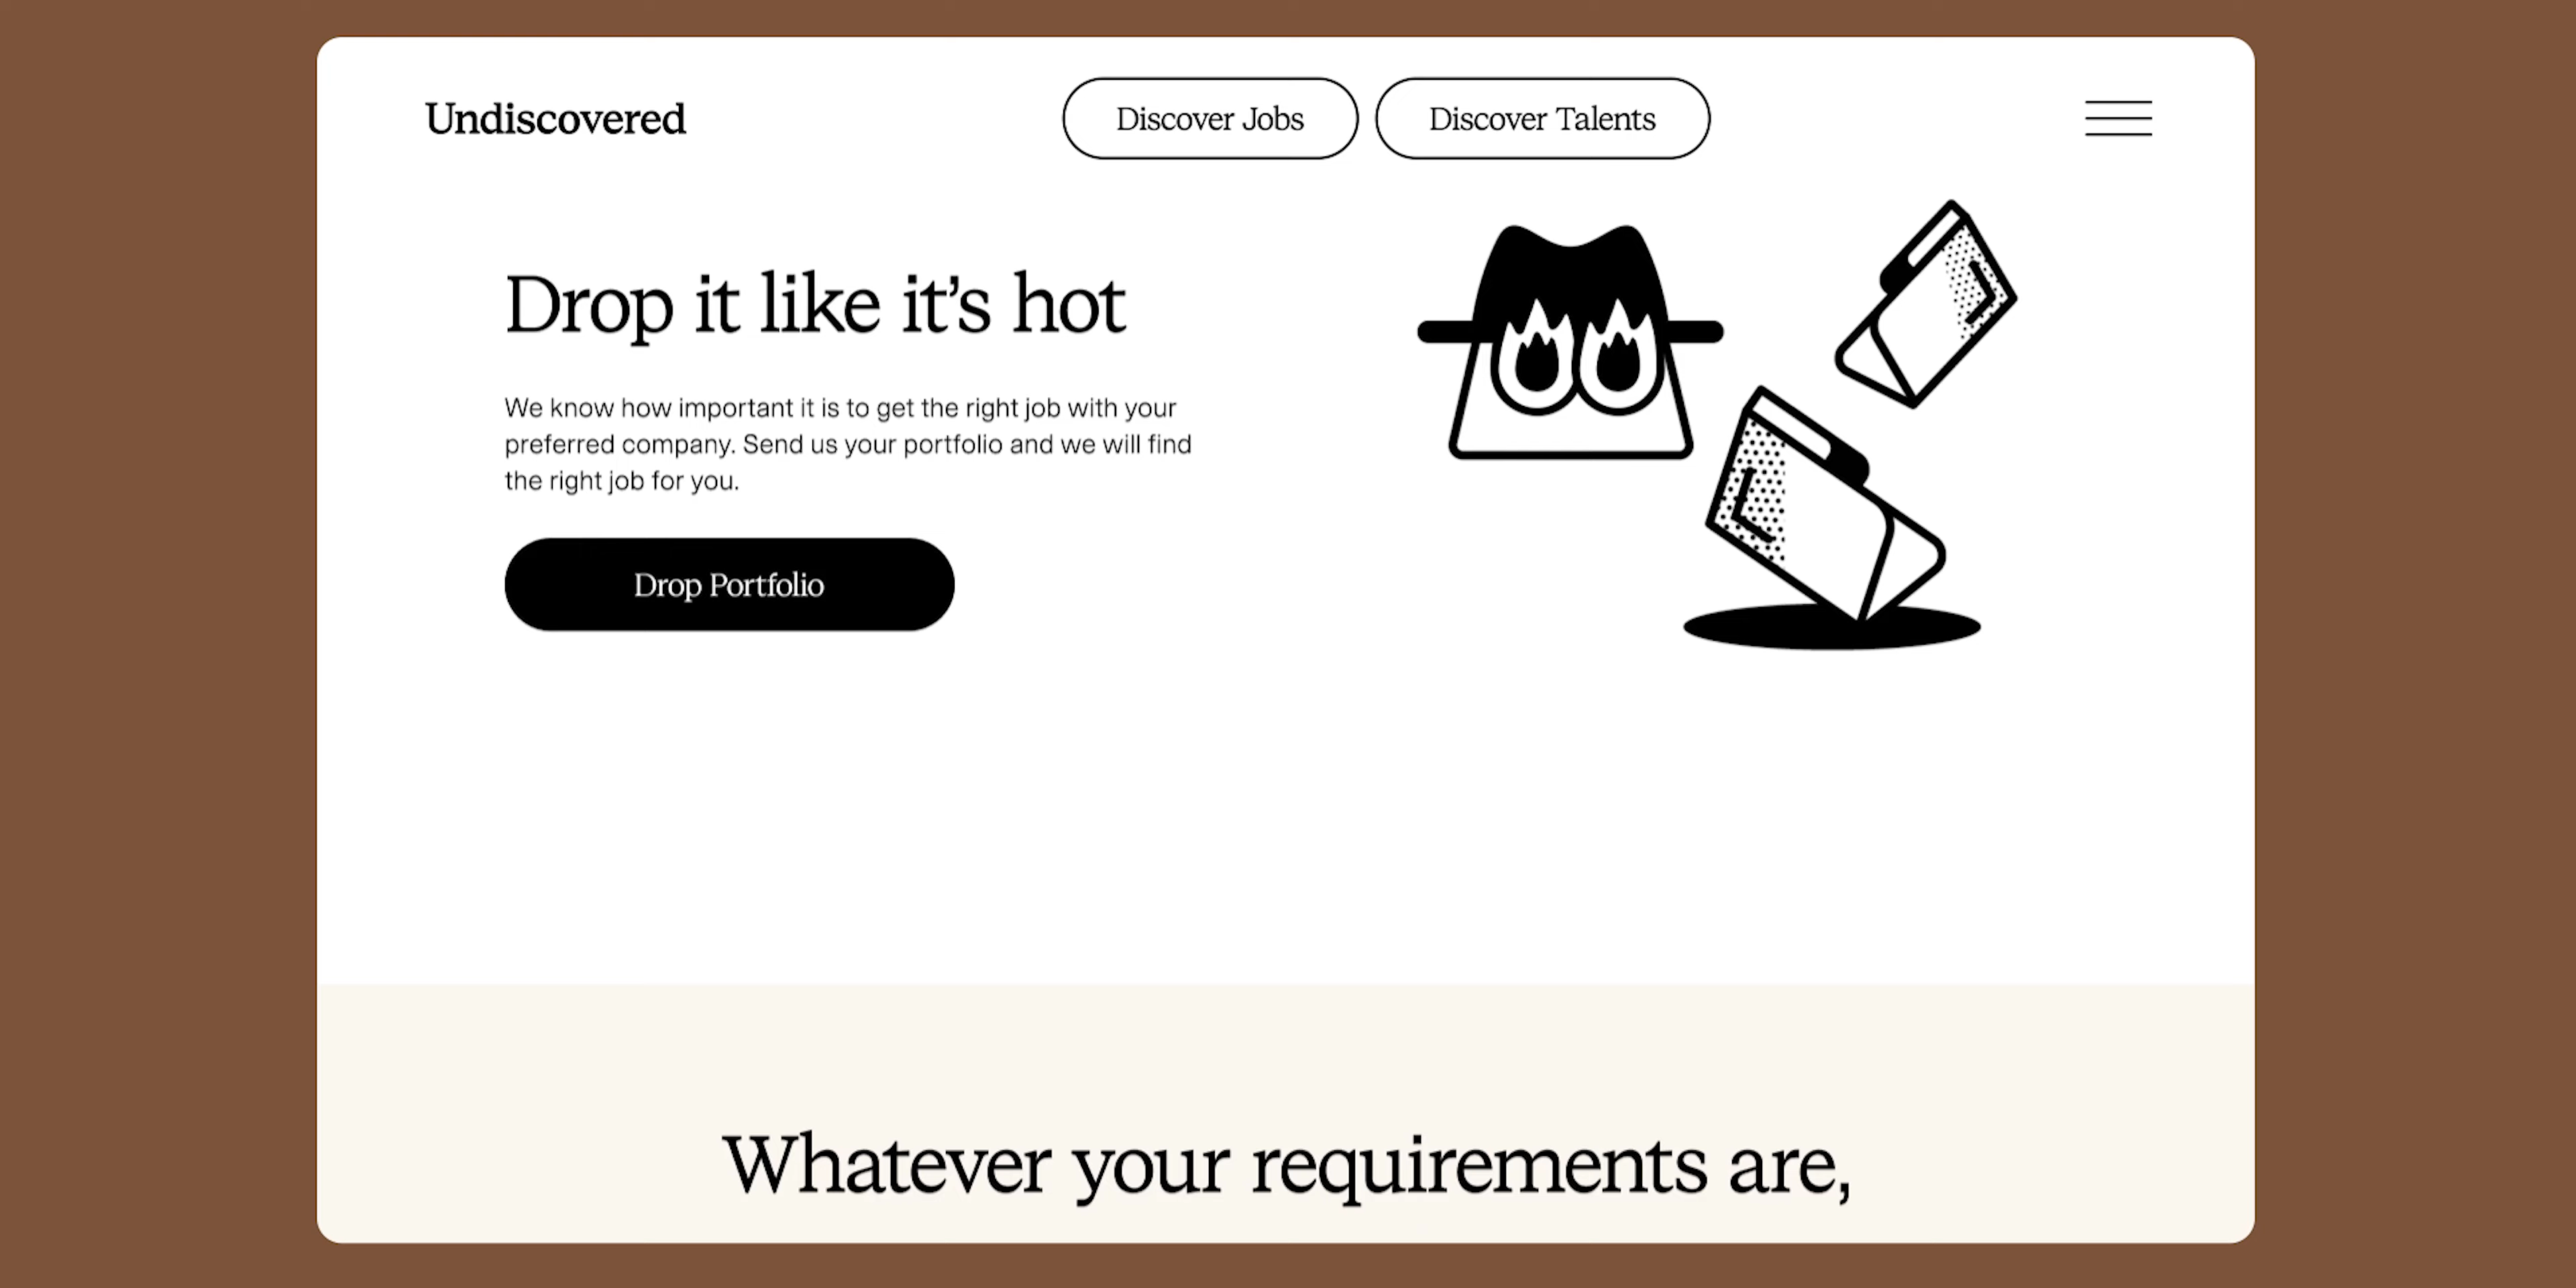 Undiscovered
Discover Jobs
Discover Talents
Drop it like it’s hot
We know how important it is to get the right job with your
preferred company. Send us your portfolio and we will find
the right job for you.
Drop Portfolio
Whatever your requirements are,